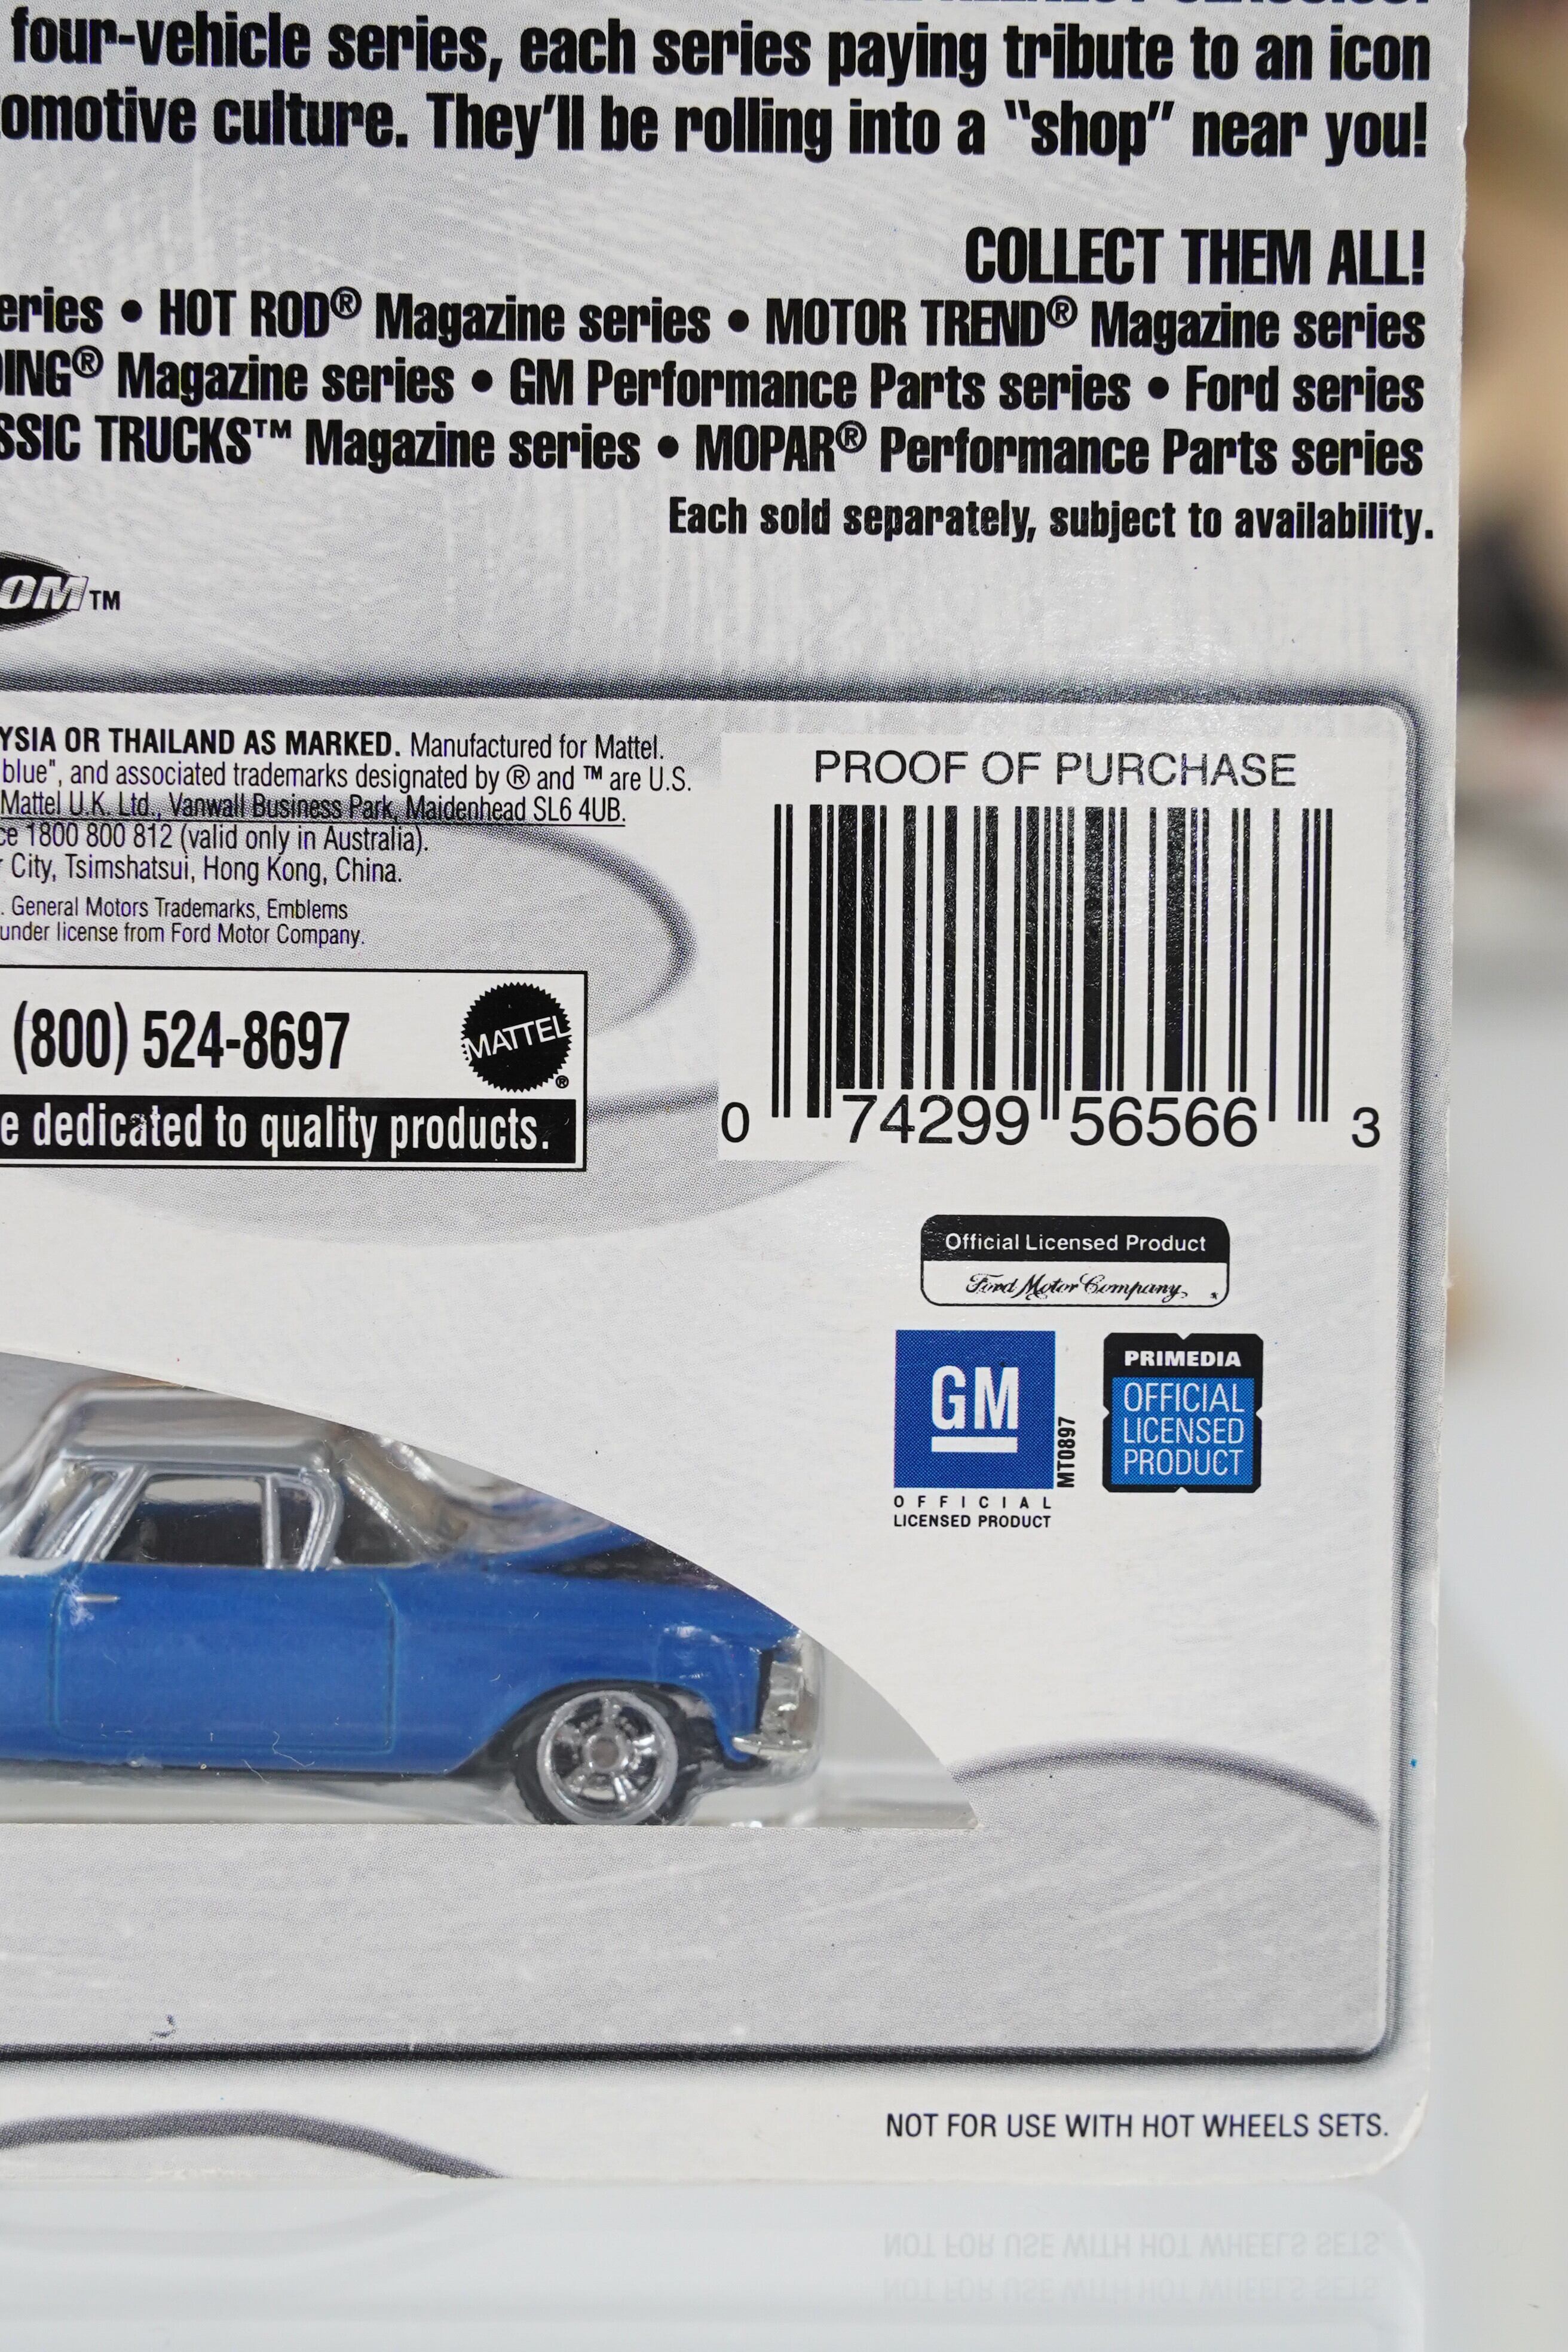 four-vehicle series, each series paying tribute to an icon
omotive culture. They'll be rolling into a "shop" near you!
COLLECT THEM ALL!
eries • HOT ROD® Magazine series • MOTOR TREND® Magazine series
ING® Magazine series • GM Performance Parts series • Ford series
SSIC TRUCKS™ Magazine series • MOPAR® Performance Parts series
Each sold separately, subject to availability.
OM™
YSIA OR THAILAND AS MARKED. Manufactured for Mattel.
blue", and associated trademarks designated by ® and ™ are U.S.
Mattel U.K. Ltd., Vanwall Business Park, Maidenhead SL6 4UB.
ce 1800 800 812 (valid only in Australia).
r City, Tsimshatsui, Hong Kong, China.
. General Motors Trademarks, Emblems
under license from Ford Motor Company.
(800) 524-8697
MATTEL®
e dedicated to quality products.
PROOF OF PURCHASE
0 74299 56566 3
Official Licensed Product
Ford Motor Company
GM
MT0897
OFFICIAL
LICENSED PRODUCT
PRIMEDIA
OFFICIAL
LICENSED
PRODUCT
NOT FOR USE WITH HOT WHEELS SETS.